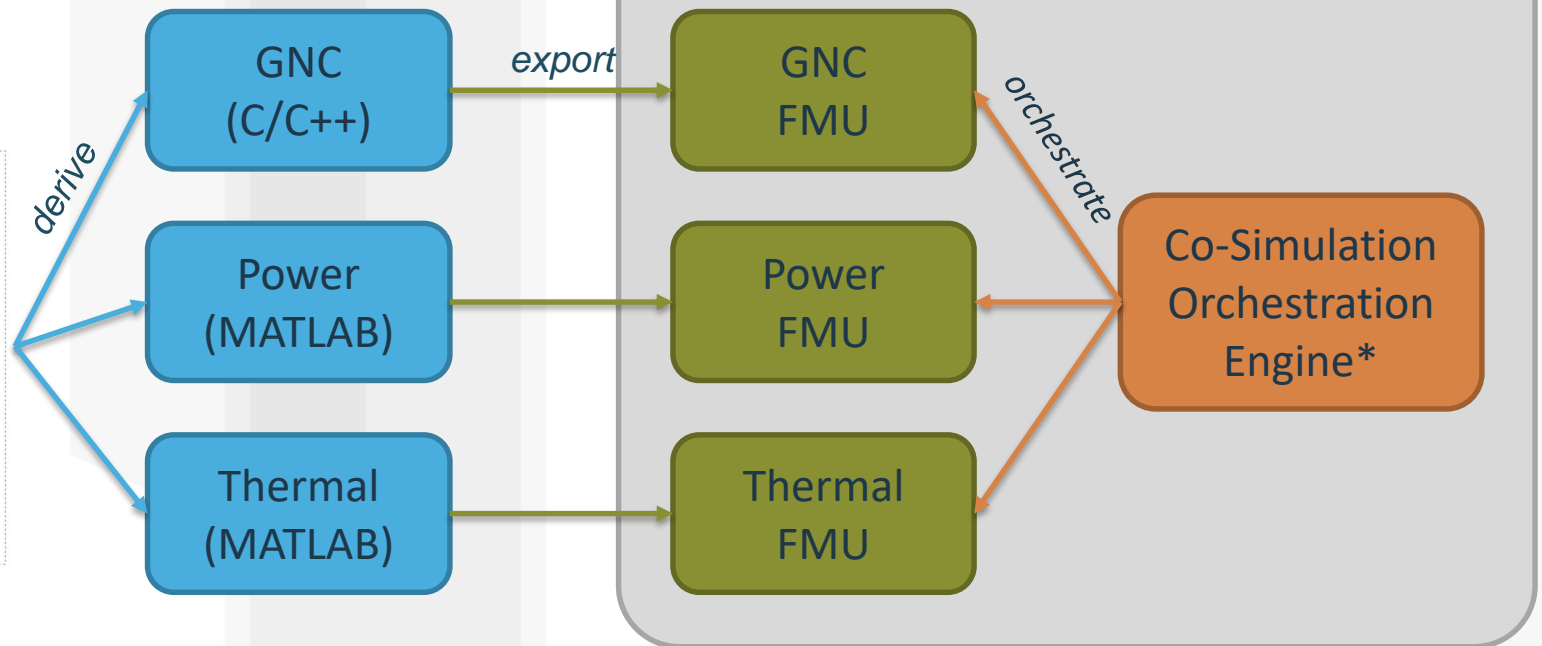 GNC
(C/C++)
export
GNC
FMU
orchestrate
derive
Power
(MATLAB)
Power
FMU
Co-Simulation
Orchestration
Engine*
Thermal
(MATLAB)
Thermal
FMU